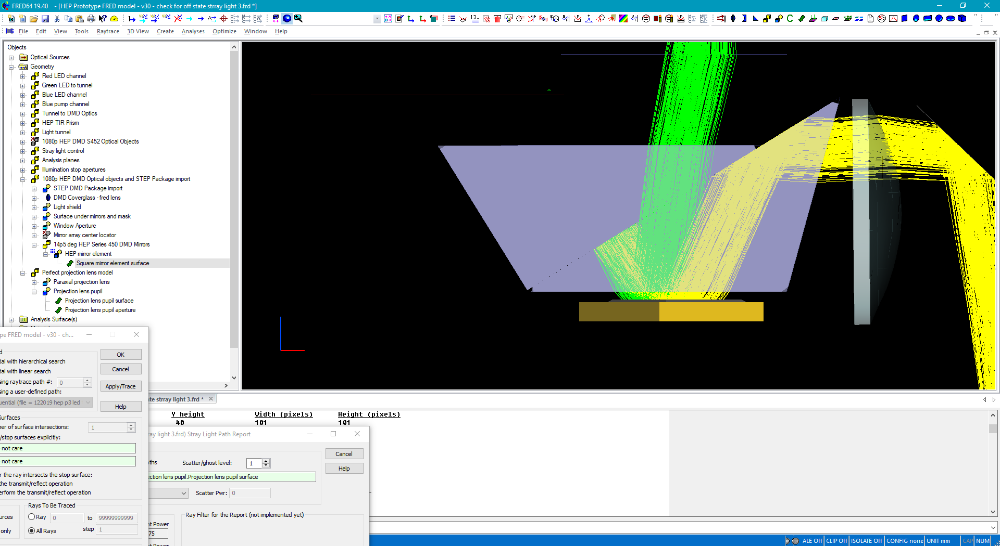 FRED64 19.40 - [HEP Prototype FRED model - v30 - check for off state strray light 3.frd *]
File Edit View Tools Raytrace 3D View Create Analyses Optimize Window Help
Objects
Optical Sources
Geometry
Red LED channel
Green LED to tunnel
Blue LED channel
Blue pump channel
Tunnel to DMD Optics
HEP TIR Prism
Light tunnel
1080p HEP DMD S452 Optical Objects
Stray light control
Analysis planes
Illumination stop apertures
1080p HEP DMD Optical objects and STEP Package import
STEP DMD Package import
DMD Coverglass - fred lens
Light shield
Surface under mirrors and mask
Window Aperture
Mirror array center locator
14p5 deg HEP Series 450 DMD Mirrors
HEP mirror element
Square mirror element surface
Perfect projection lens model
Paraxial projection lens
Projection lens pupil
Projection lens pupil surface
Projection lens pupil aperture
Analysis Surface(s)
pe FRED model - v30 - ch...
OK
ial with hierarchical search
Cancel
ial with linear search
sing raytrace path #: 0
Apply/Trace
sing a user-defined path:
uential (file = 122019 hep p3 led
Help
Surfaces
ber of surface intersections: 1
/stop surfaces explicitly:
not care
not care
r the ray intersects the stop surface:
the transmit/reflect operation
erform the transmit/reflect operation
Rays To Be Traced
urces
Ray 0 to 99999999999
only
All Rays step 1
ate strray light 3.frd *
Y height Width (pixels) Height (pixels)
40 101 101
ray light 3.frd) Stray Light Path Report
Cancel
ths Scatter/ghost level: 1
Help
ection lens pupil.Projection lens pupil surface
Scatter Pwr: 0
Ray Filter for the Report (not implemented yet)
nt Power
75
nt Power
ALE Off CLIP Off ISOLATE Off CONFIG none UNIT mm CAP NUM